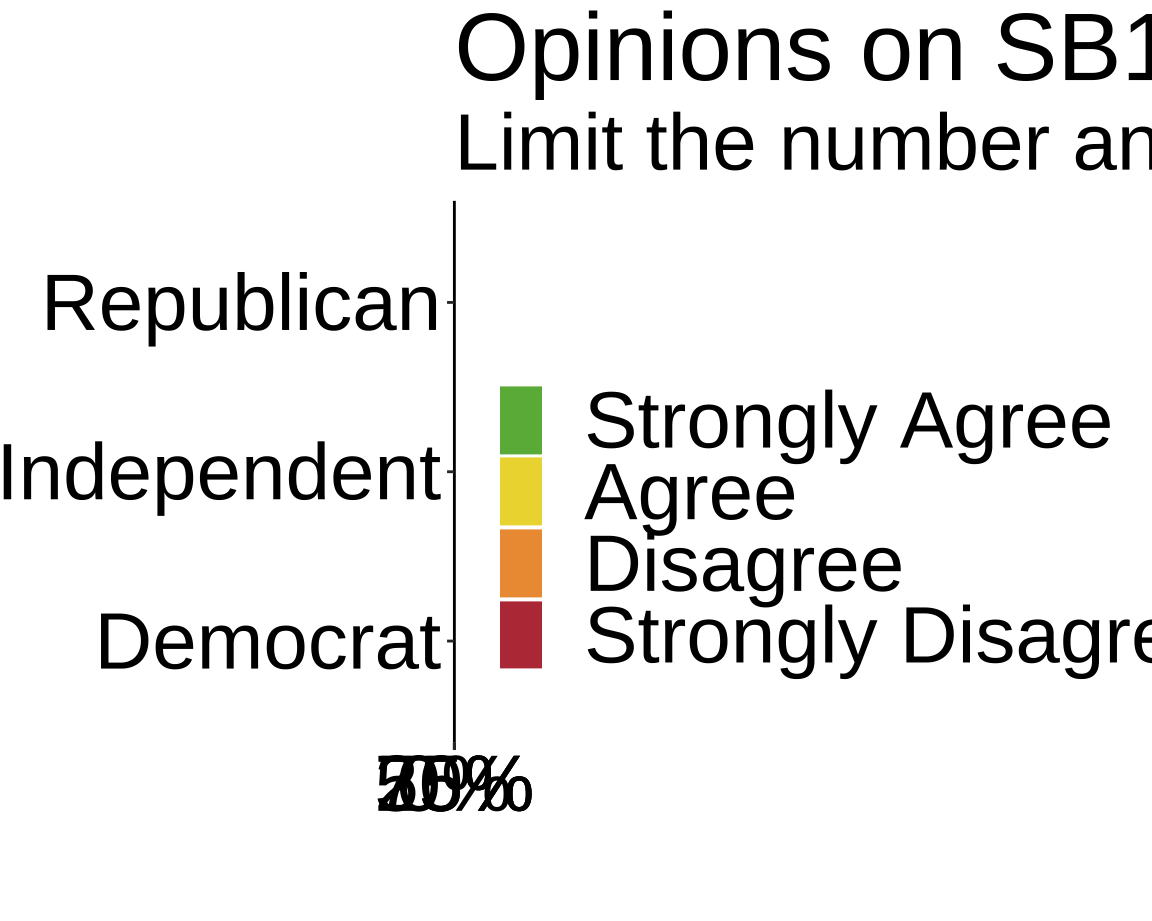 Opinions on SB1
Limit the number an
Republican
Independent
Democrat
Strongly Agree
Agree
Disagree
Strongly Disagre